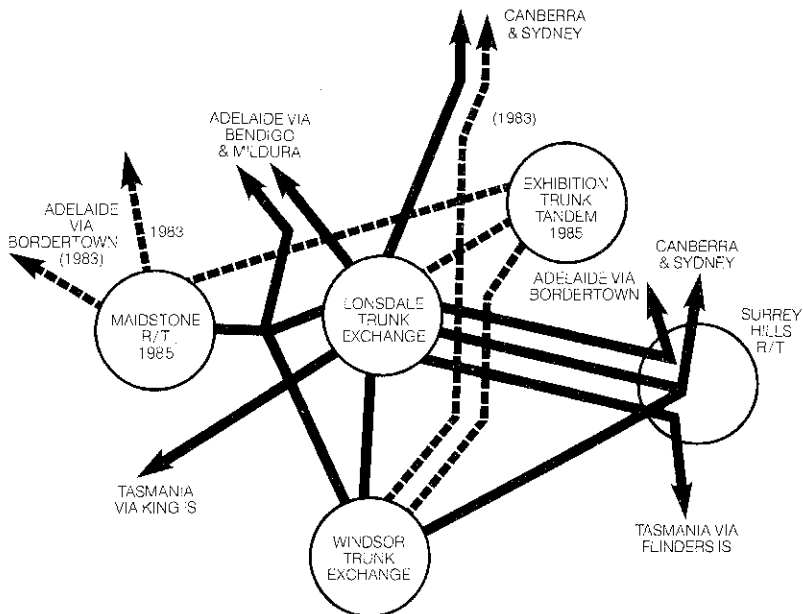 CANBERRA
& SYDNEY
(1983)
ADELAIDE VIA
BENDIGO
& MILDURA
EXHIBITION
TRUNK
TANDEM
1985
ADELAIDE
VIA
BORDERTOWN
(1983)
1983
CANBERRA
& SYDNEY
ADELAIDE VIA
BORDERTOWN
MAIDSTONE
R/T
1985
LONSDALE
TRUNK
EXCHANGE
SURREY
HILLS
R/T
TASMANIA
VIA KING IS
WINDSOR
TRUNK
EXCHANGE
TASMANIA VIA
FLINDERS IS